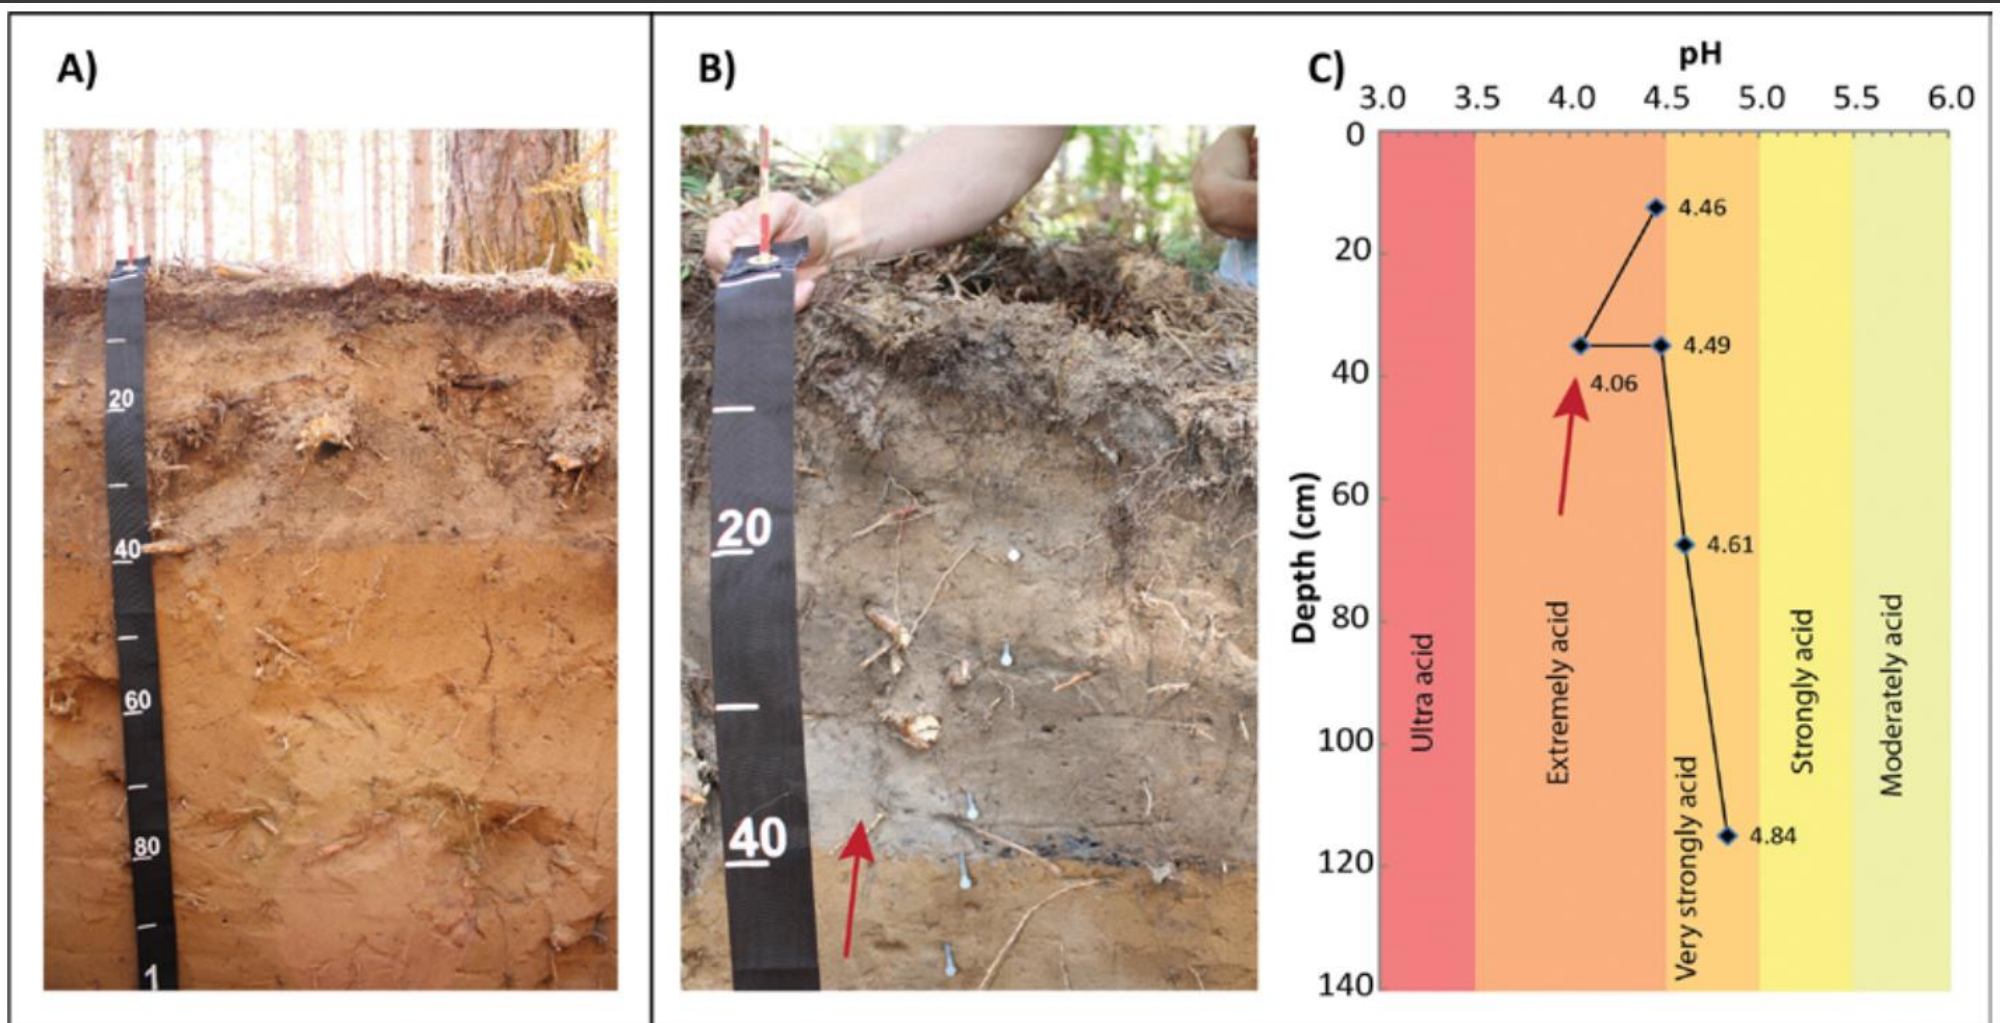 A)
20
40
60
80
1
B)
20
40
C)
pH
3.0 3.5 4.0 4.5 5.0 5.5 6.0
Depth (cm)
0
20
40
60
80
100
120
140
4.46
4.49
4.06
4.61
4.84
Ultra acid
Extremely acid
Very strongly acid
Strongly acid
Moderately acid